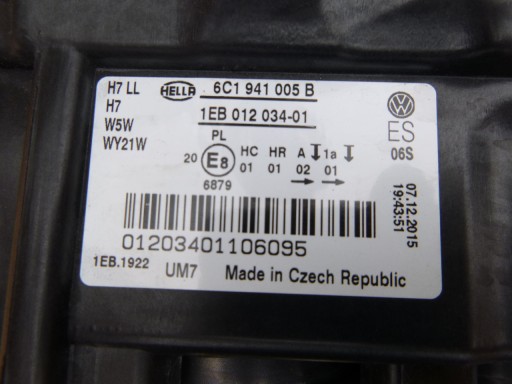 H7 LL HELLA 6C1 941 005 B
H7 1EB 012 034-01
W5W ES
WY21W PL 06S
20 E8 HC HR A 1a
01 01 02 01
6879
07.12.2015
19:43:51
01203401106095
1EB.1922 UM7 Made in Czech Republic